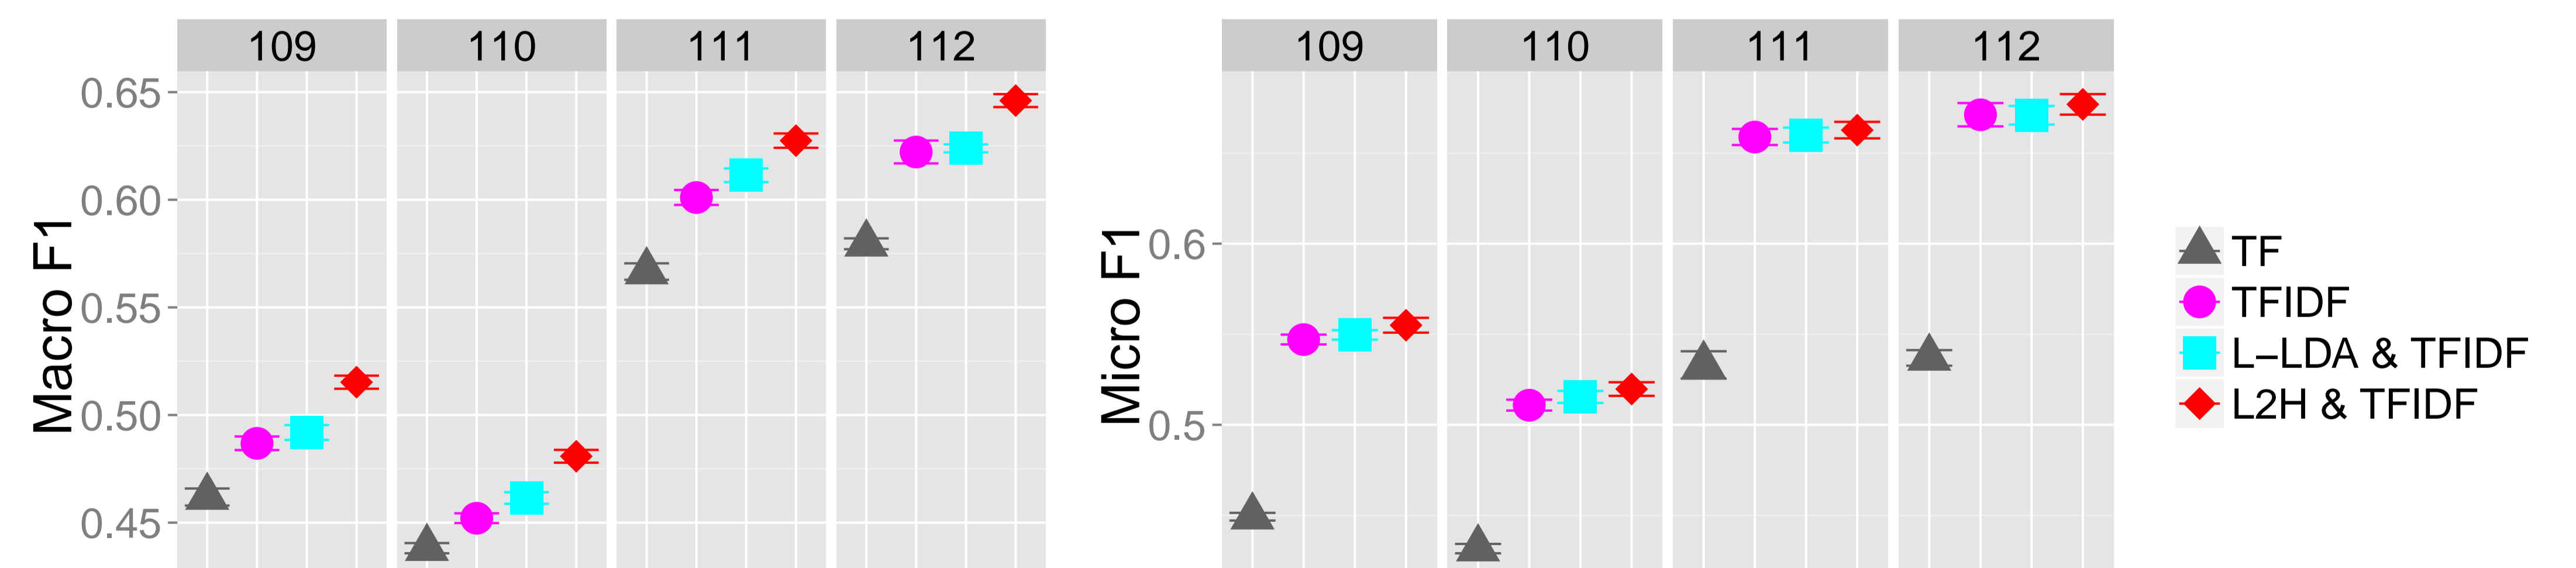 109 110 111 112
Macro F1
0.65
0.60
0.55
0.50
0.45
109 110 111 112
Micro F1
0.6
0.5
TF
TFIDF
L–LDA & TFIDF
L2H & TFIDF